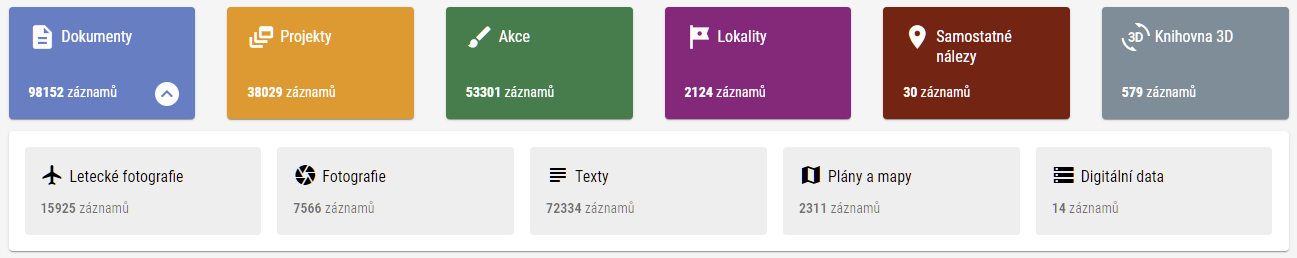 Dokumenty
98152 záznamů
Projekty
38029 záznamů
Akce
53301 záznamů
Lokality
2124 záznamů
Samostatné
nálezy
30 záznamů
3D
Knihovna 3D
579 záznamů
Letecké fotografie
15925 záznamů
Fotografie
7566 záznamů
Texty
72334 záznamů
Plány a mapy
2311 záznamů
Digitální data
14 záznamů